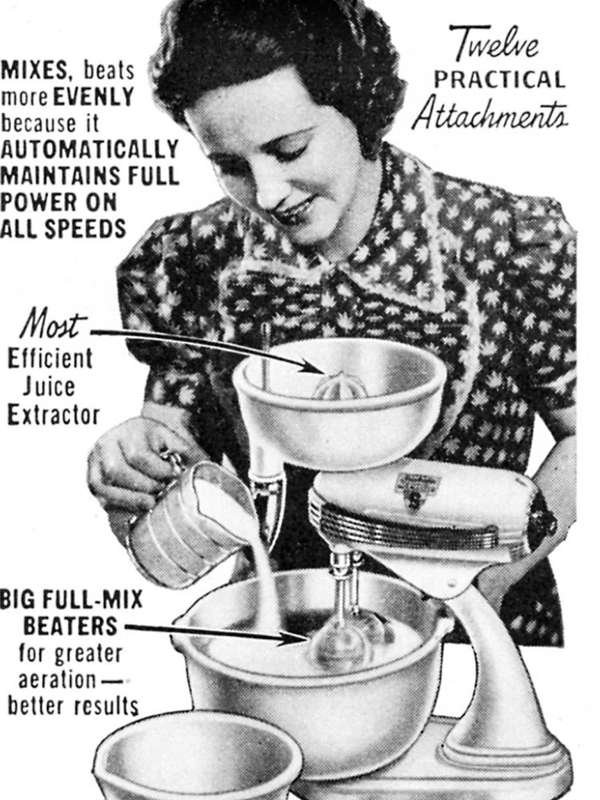 Twelve
PRACTICAL
Attachments
MIXES, beats
more EVENLY
because it
AUTOMATICALLY
MAINTAINS FULL
POWER ON
ALL SPEEDS
Most
Efficient
Juice
Extractor
BIG FULL-MIX
BEATERS
for greater
aeration—
better results